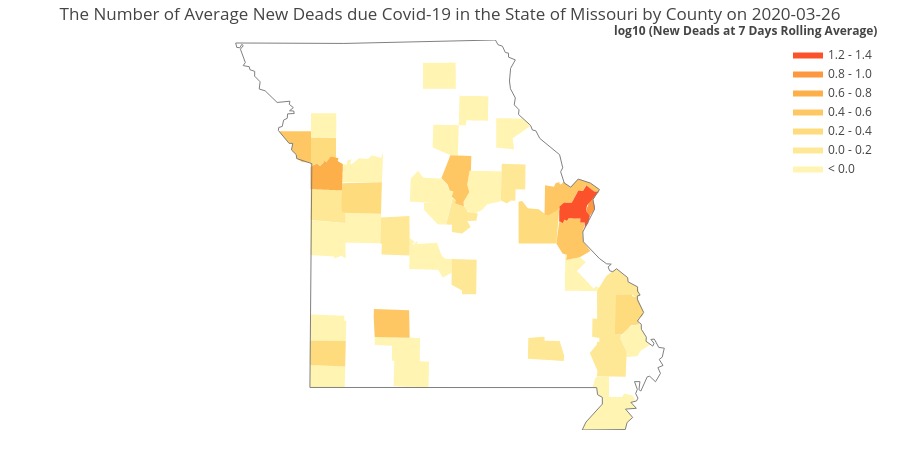 The Number of Average New Deads due Covid-19 in the State of Missouri by County on 2020-03-26
log10 (New Deads at 7 Days Rolling Average)
1.2 - 1.4
0.8 - 1.0
0.6 - 0.8
0.4 - 0.6
0.2 - 0.4
0.0 - 0.2
< 0.0